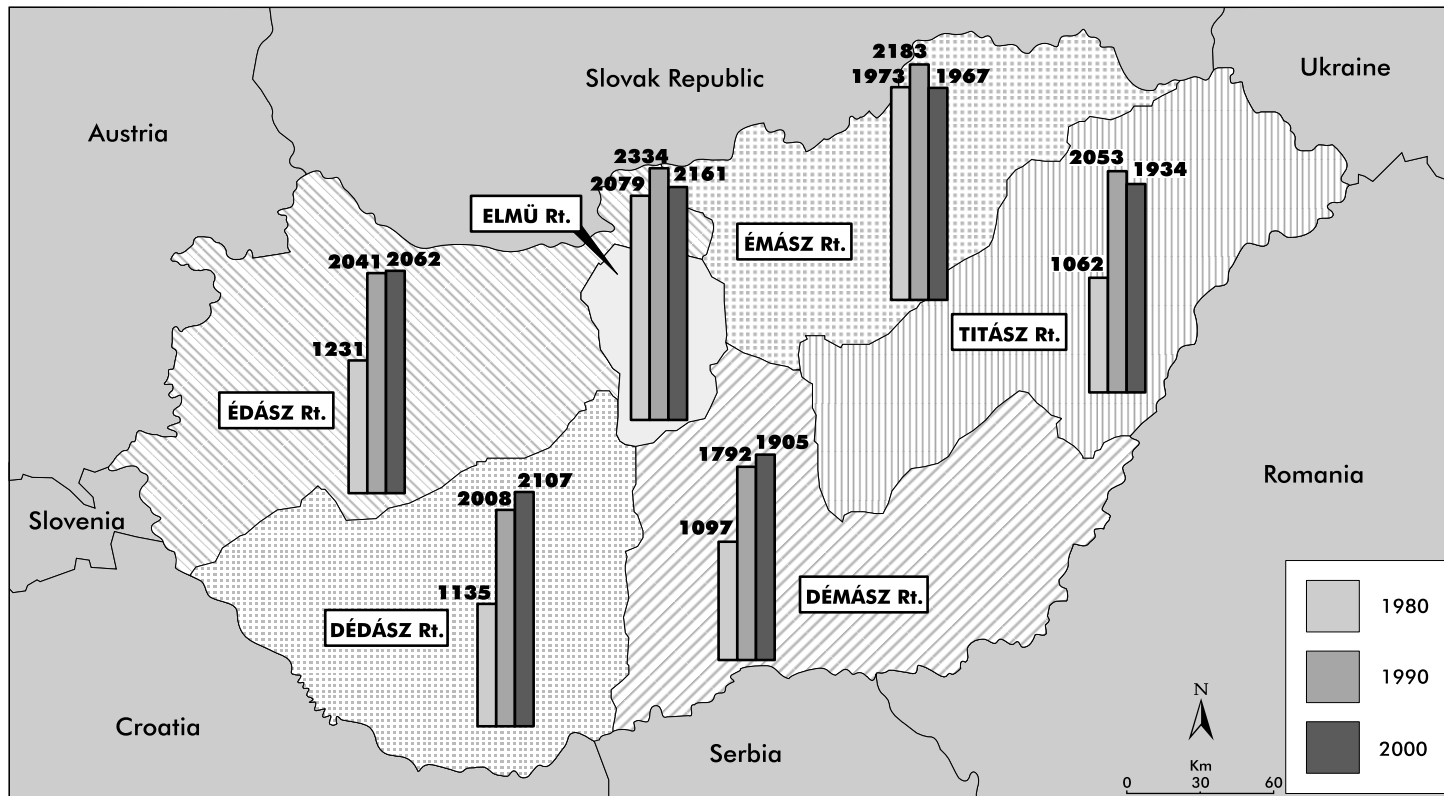 Slovak Republic
Ukraine
Austria
2183
1973
1967
2334
2079
2161
2053
1934
1062
ELMÜ Rt.
ÉMÁSZ Rt.
2041
2062
1231
TITÁSZ Rt.
ÉDÁSZ Rt.
1792
1905
1097
Romania
2008
2107
1135
Slovenia
DÉMÁSZ Rt.
DÉDÁSZ Rt.
Croatia
Serbia
N
Km
0 30 60
1980
1990
2000